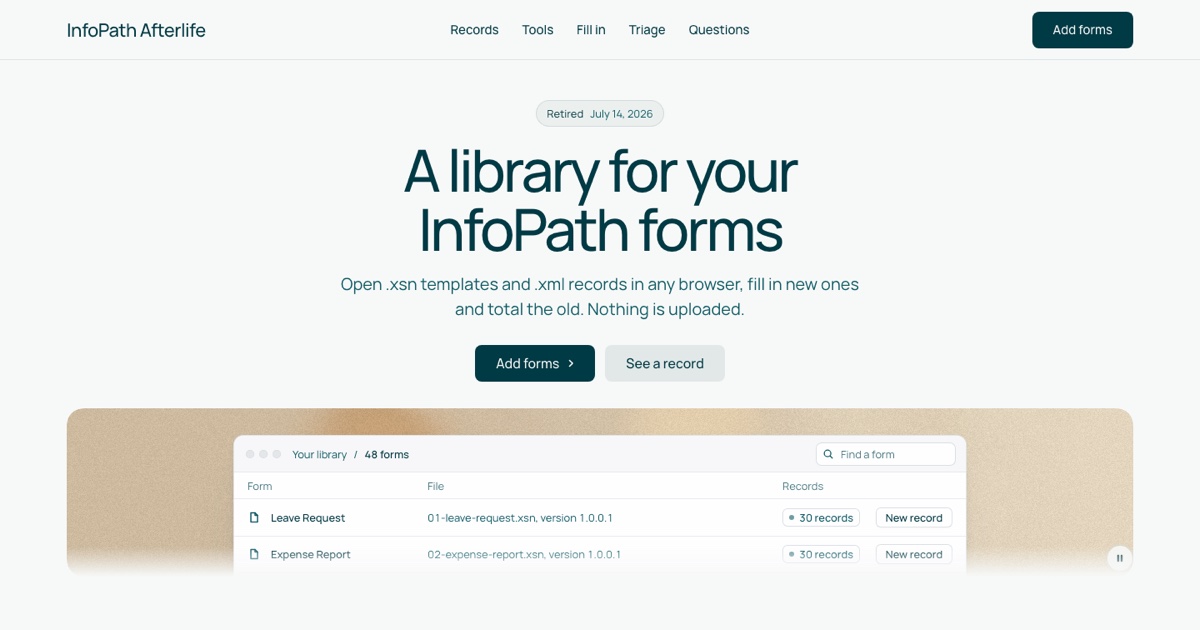 InfoPath Afterlife
Records Tools Fill in Triage Questions
Add forms
Retired July 14, 2026
A library for your
InfoPath forms
Open .xsn templates and .xml records in any browser, fill in new ones
and total the old. Nothing is uploaded.
Add forms
See a record
Your library / 48 forms
Find a form
Form File Records
Leave Request 01-leave-request.xsn, version 1.0.0.1 30 records New record
Expense Report 02-expense-report.xsn, version 1.0.0.1 30 records New record